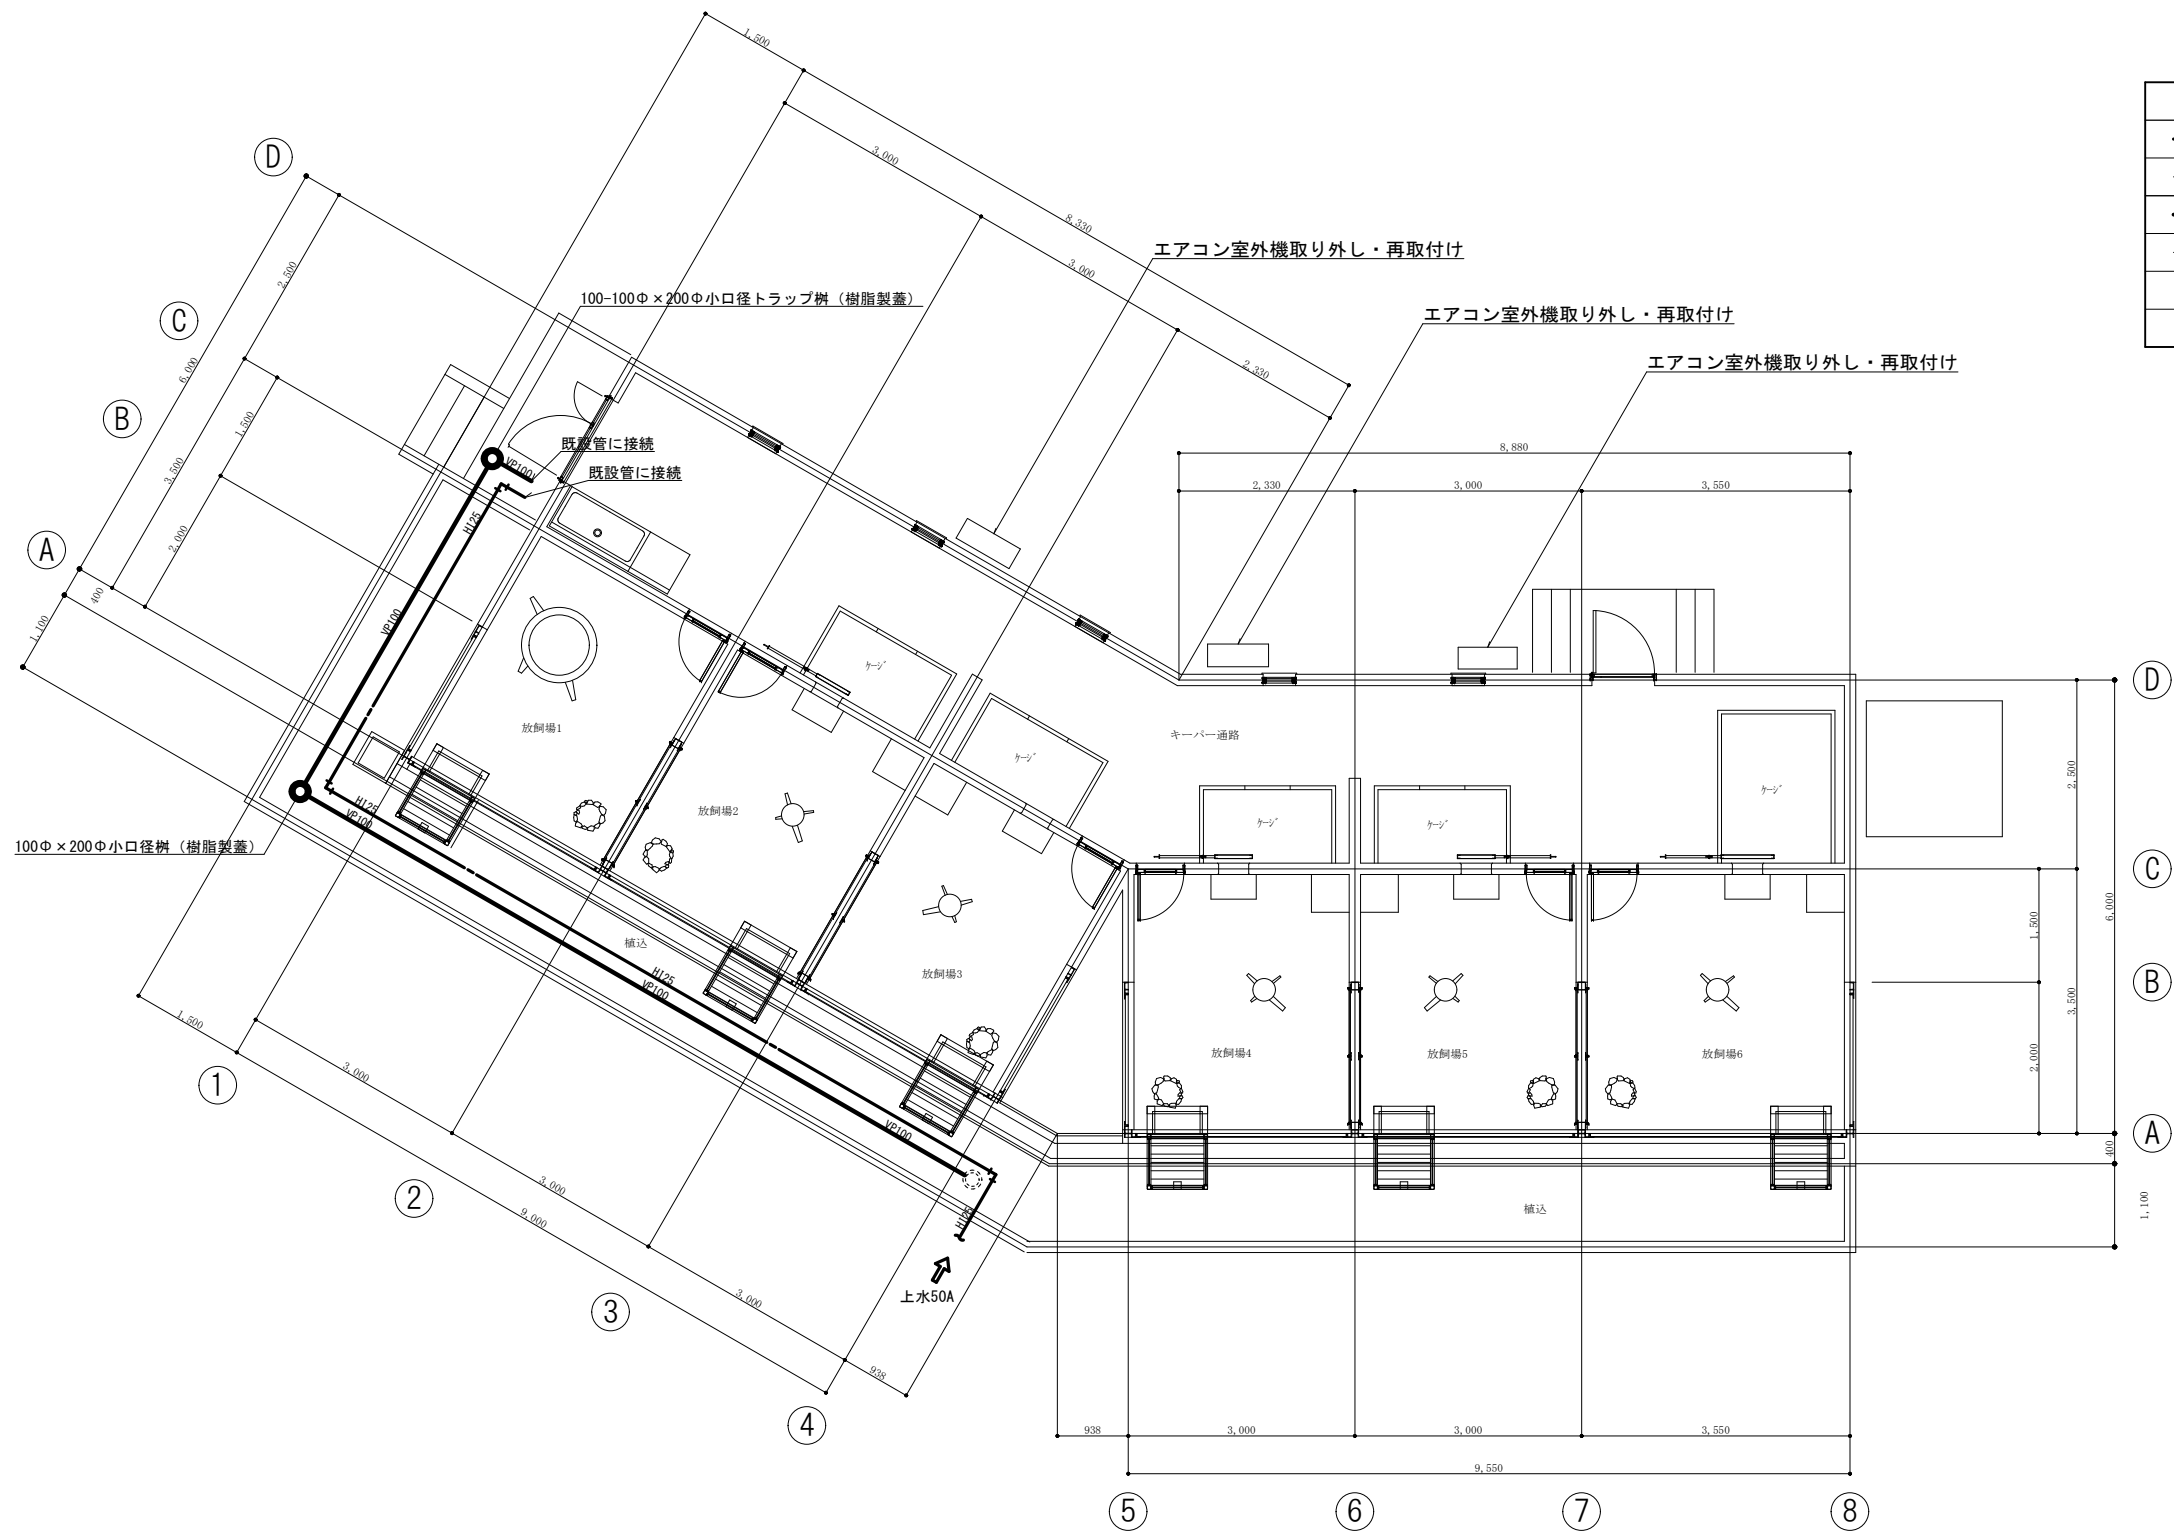 1,500
3,000
D
8,330
2,500
エアコン室外機取り外し・再取付け
3,000
100-100Φ×200Φ小口径トラップ桝（樹脂製蓋）
エアコン室外機取り外し・再取付け
C
エアコン室外機取り外し・再取付け
6,000
2,330
B
1,500
既設管に接続
8,880
VP100
3,500
既設管に接続
2,330
3,000
3,550
HI25
2,000
A
400
1,100
VP100
ｹｰｼﾞ
D
放飼場1
キーパー通路
ｹｰｼﾞ
2,500
ｹｰｼﾞ
HI25
VP100
放飼場2
ｹｰｼﾞ
ｹｰｼﾞ
100Φ×200Φ小口径桝（樹脂製蓋）
C
6,000
1,500
植込
HI25
放飼場3
VP100
B
3,500
1,500
放飼場4
放飼場5
放飼場6
2,000
1
3,000
VP100
A
400
2
3,000
9,000
HI25
植込
1,100
上水50A
3
3,000
938
4
938
3,000
3,000
3,550
9,550
5
6
7
8